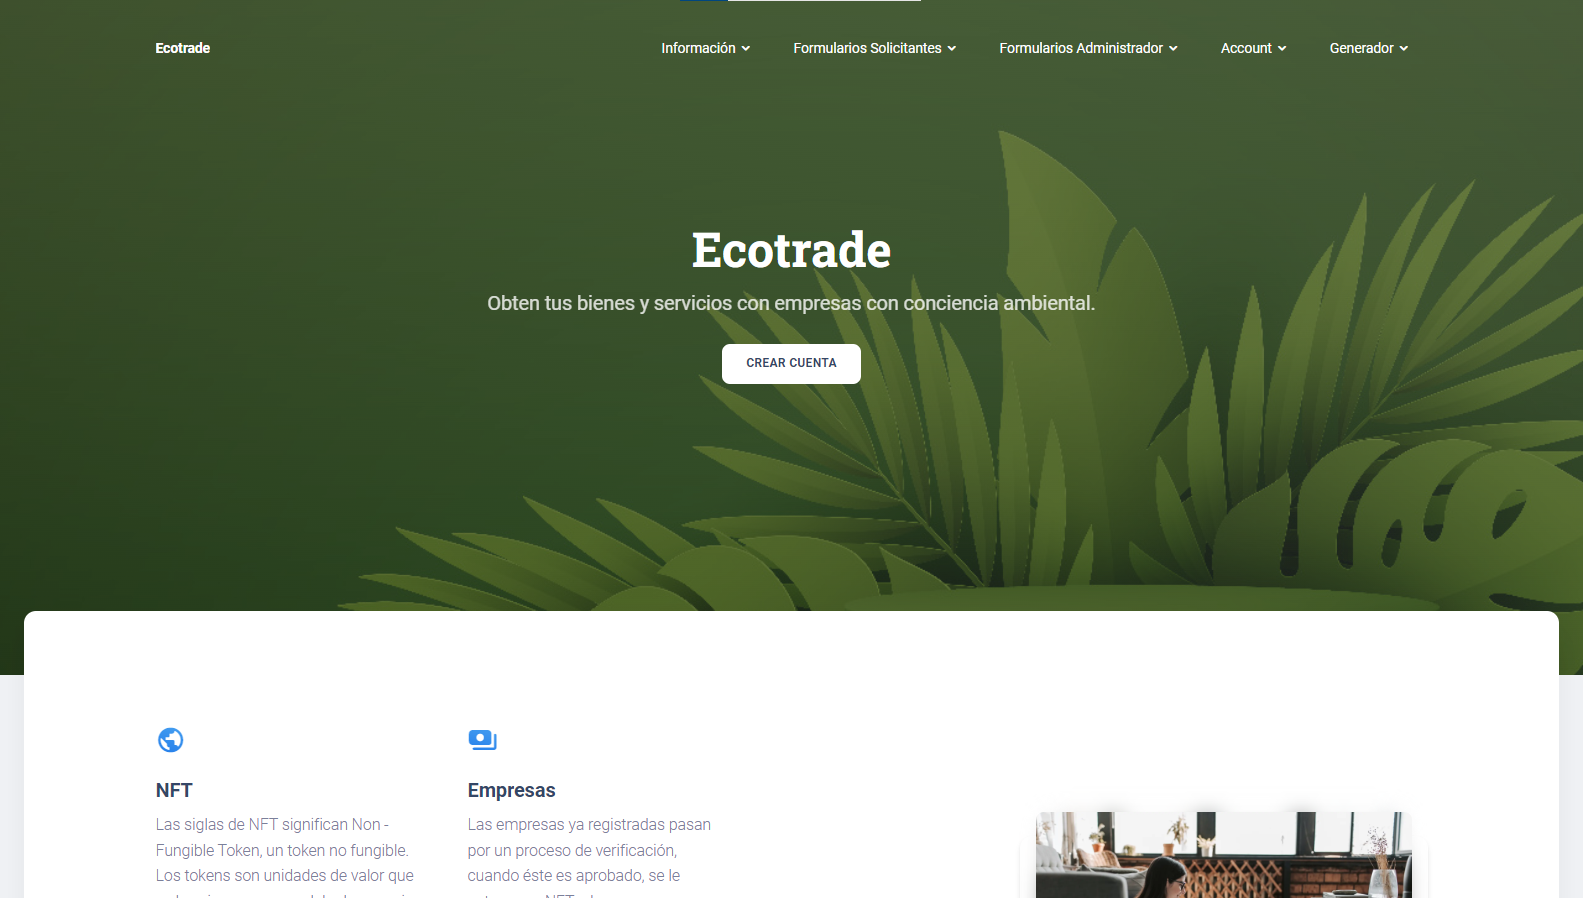 Ecotrade
Información
Formularios Solicitantes
Formularios Administrador
Account
Generador
Ecotrade
Obten tus bienes y servicios con empresas con conciencia ambiental.
CREAR CUENTA
NFT
Las siglas de NFT significan Non -
Fungible Token, un token no fungible.
Los tokens son unidades de valor que
Empresas
Las empresas ya registradas pasan
por un proceso de verificación,
cuando éste es aprobado, se le